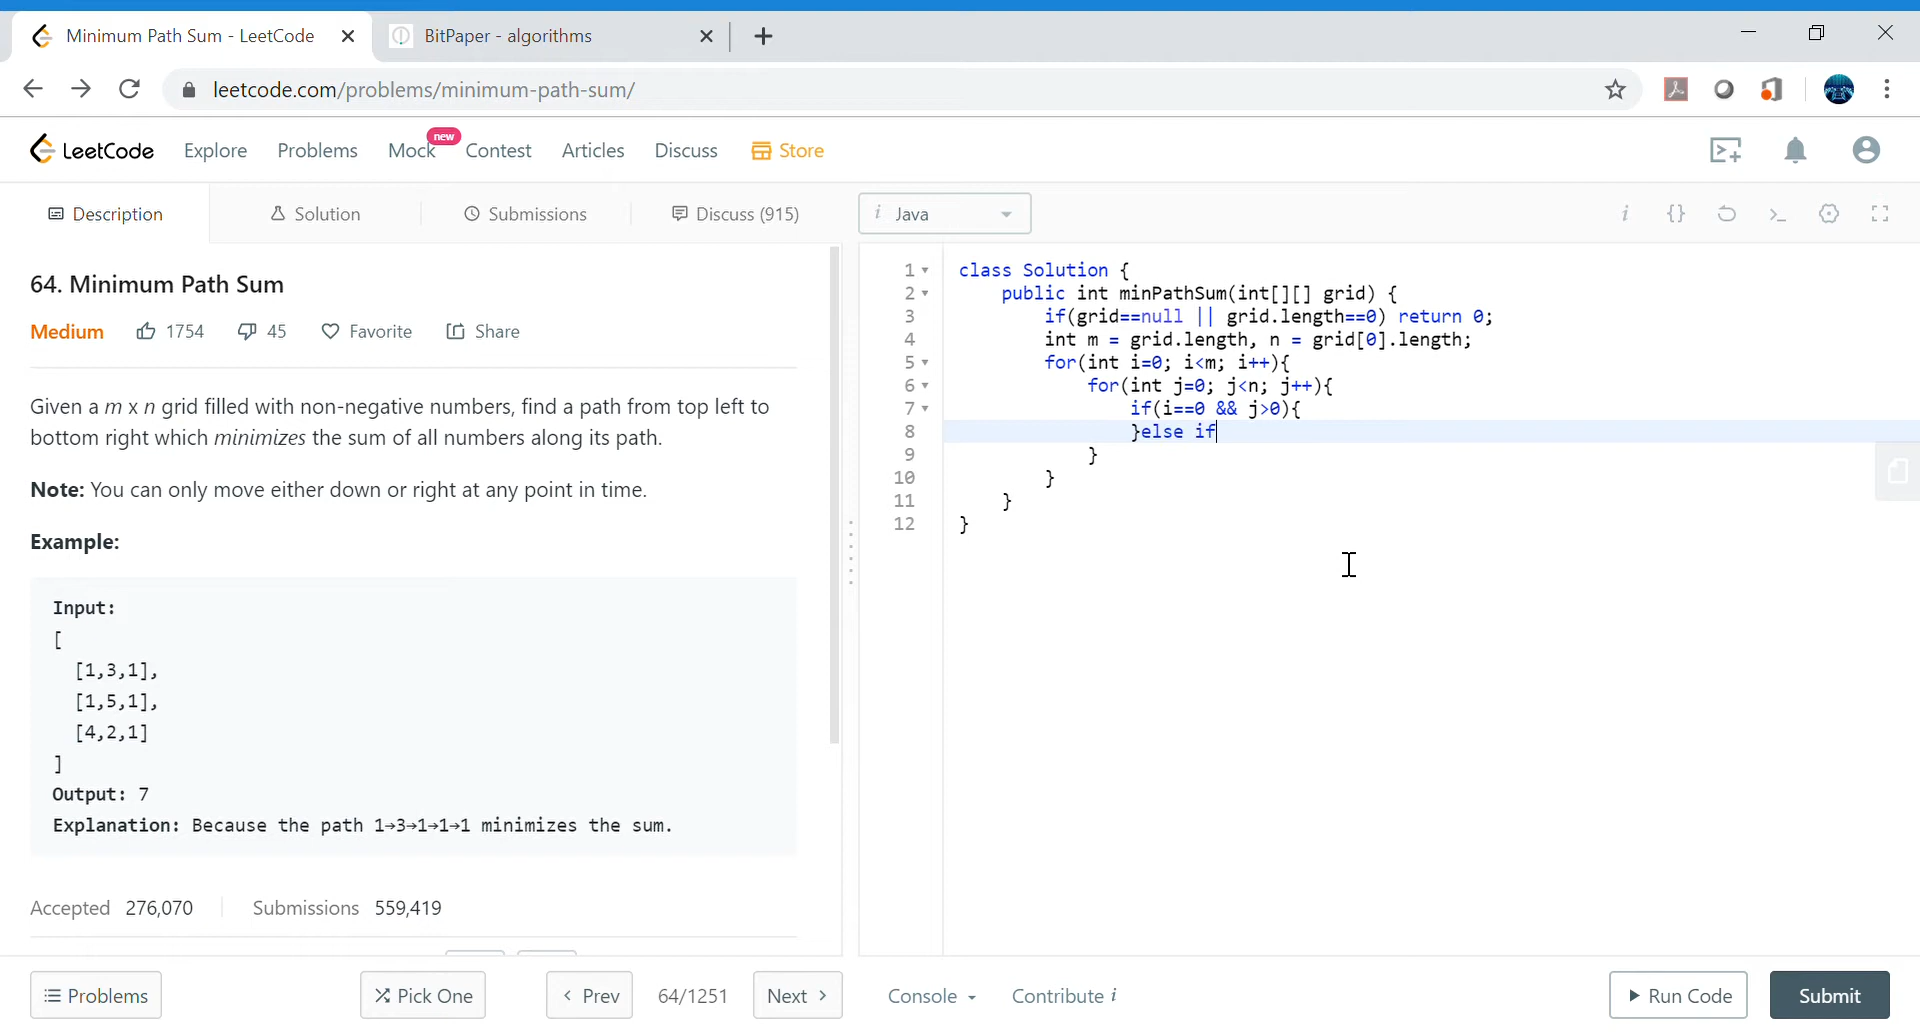 Minimum Path Sum - LeetCode
BitPaper - algorithms
leetcode.com/problems/minimum-path-sum/
LeetCode
Explore
Problems
Mock
new
Contest
Articles
Discuss
Store
Description
Solution
Submissions
Discuss (915)
i Java
64. Minimum Path Sum
Medium
1754
45
Favorite
Share
Given a m x n grid filled with non-negative numbers, find a path from top left to
bottom right which minimizes the sum of all numbers along its path.
Note: You can only move either down or right at any point in time.
Example:
Input:
[
[1,3,1],
[1,5,1],
[4,2,1]
]
Output: 7
Explanation: Because the path 1→3→1→1→1 minimizes the sum.
Accepted 276,070
Submissions 559,419
1 class Solution {
2 public int minPathSum(int[][] grid) {
3 if(grid==null || grid.length==0) return 0;
4 int m = grid.length, n = grid[0].length;
5 for(int i=0; i<m; i++){
6 for(int j=0; j<n; j++){
7 if(i==0 && j>0){
8 }else if
9 }
10 }
11 }
12 }
Problems
Pick One
Prev
64/1251
Next
Console
Contribute i
Run Code
Submit